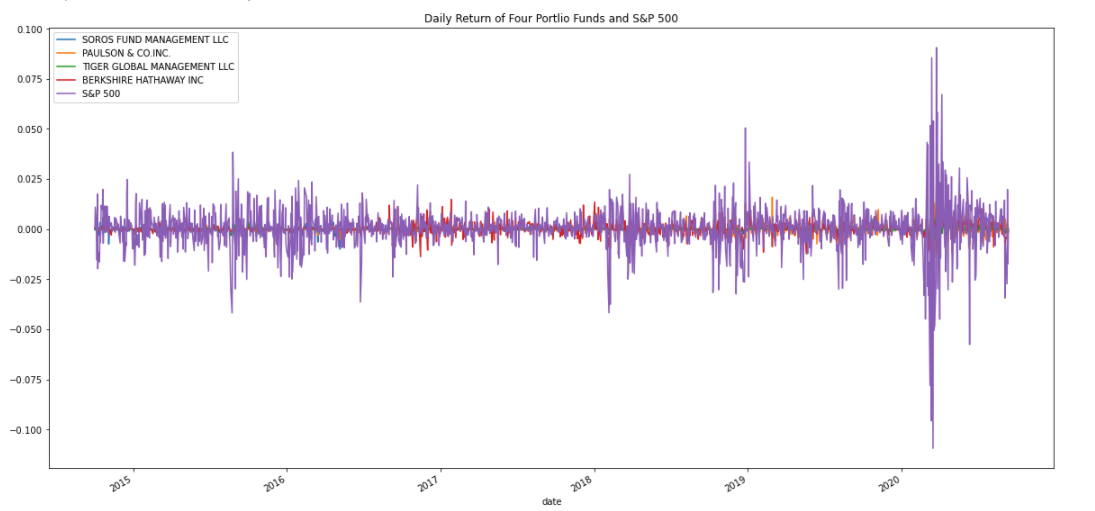 Daily Return of Four Portlio Funds and S&P 500
SOROS FUND MANAGEMENT LLC
PAULSON & CO.INC.
TIGER GLOBAL MANAGEMENT LLC
BERKSHIRE HATHAWAY INC
S&P 500
0.100
0.075
0.050
0.025
0.000
−0.025
−0.050
−0.075
−0.100
2015
2016
2017
2018
2019
2020
date